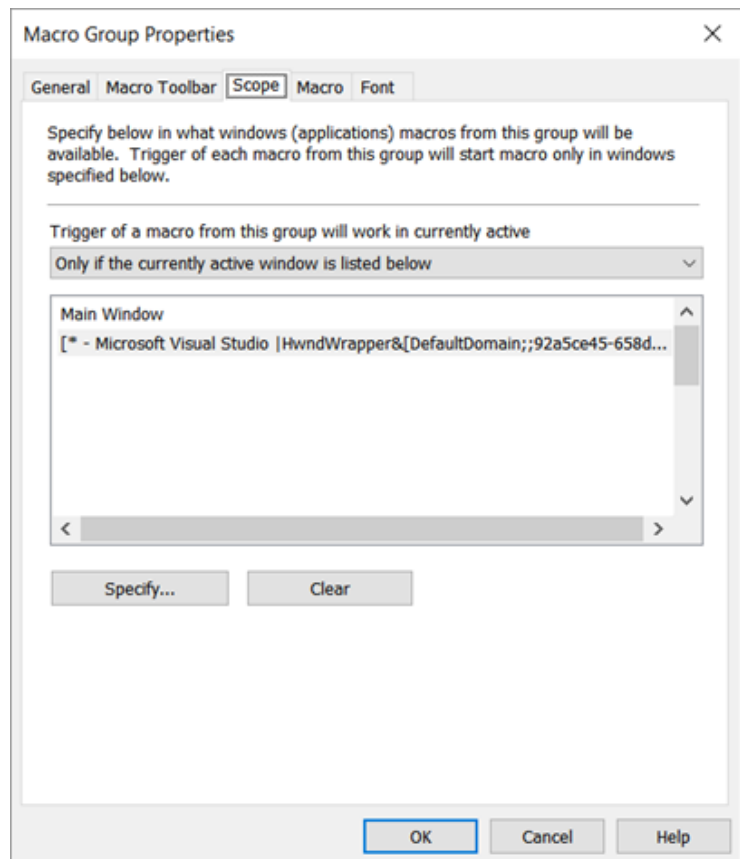 Macro Group Properties
General Macro Toolbar Scope Macro Font
Specify below in what windows (applications) macros from this group will be
available. Trigger of each macro from this group will start macro only in windows
specified below.
Trigger of a macro from this group will work in currently active
Only if the currently active window is listed below
Main Window
[* - Microsoft Visual Studio |HwndWrapper&[DefaultDomain;;92a5ce45-658d...
Specify... Clear
OK Cancel Help